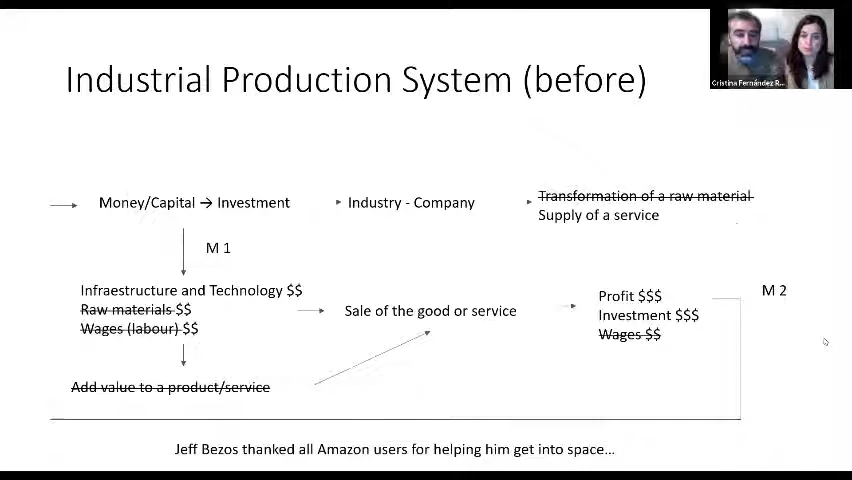 Industrial Production System (before)
Cristina Fernández R...
Money/Capital → Investment
Industry - Company
Transformation of a raw material
Supply of a service
M 1
Infraestructure and Technology $$
Raw materials $$
Wages (labour) $$
Sale of the good or service
Profit $$$
Investment $$$
Wages $$
M 2
Add value to a product/service
Jeff Bezos thanked all Amazon users for helping him get into space...